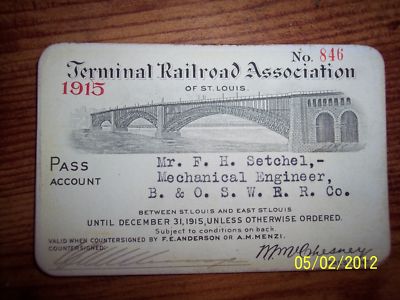 No. 846
Terminal Railroad Association
1915
OF ST. LOUIS.
PASS
ACCOUNT
Mr. F. H. Setchel,-
Mechanical Engineer,
B. & O. S. W. R. R. Co.
BETWEEN ST. LOUIS AND EAST ST. LOUIS
UNTIL DECEMBER 31, 1915, UNLESS OTHERWISE ORDERED.
Subject to conditions on back.
VALID WHEN COUNTERSIGNED BY F. E. ANDERSON OR A. M. MENZI.
COUNTERSIGNED:
05/02/2012